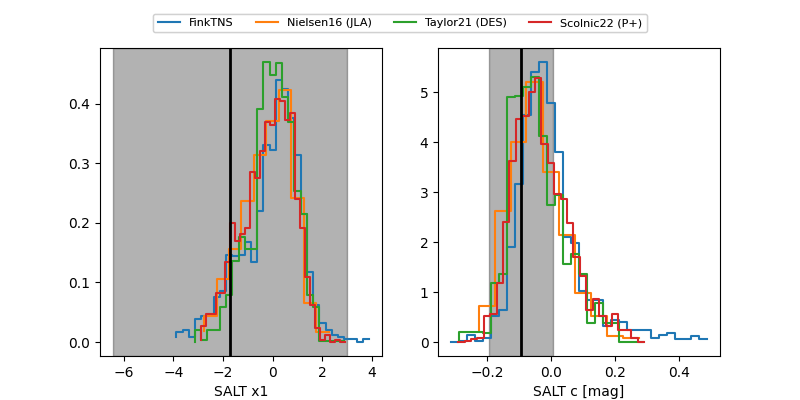 FinkTNS Nielsen16 (JLA) Taylor21 (DES) Scolnic22 (P+)
0.4
0.3
0.2
0.1
0.0
−6 −4 −2 0 2 4
SALT x1
5
4
3
2
1
0
−0.2 0.0 0.2 0.4
SALT c [mag]